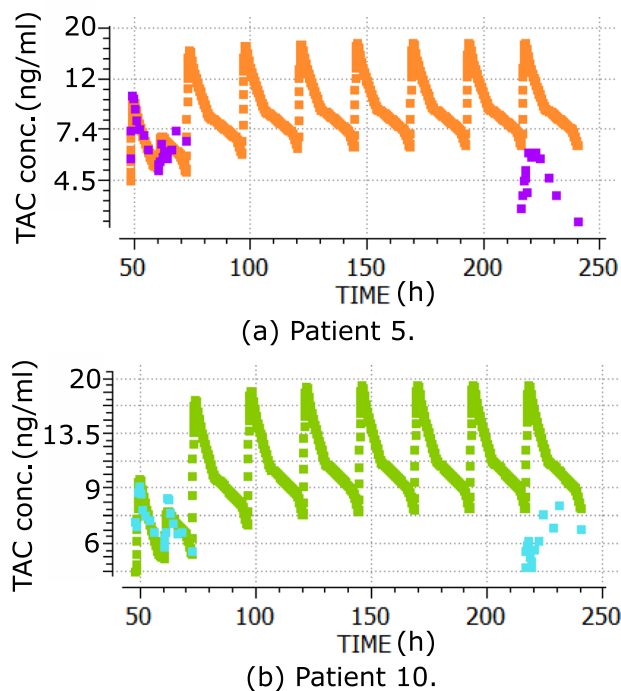 TAC conc.(ng/ml)
20
12
7.4
4.5
50 100 150 200 250
TIME (h)
(a) Patient 5.
TAC conc.(ng/ml)
20
13.5
9
6
50 100 150 200 250
TIME (h)
(b) Patient 10.